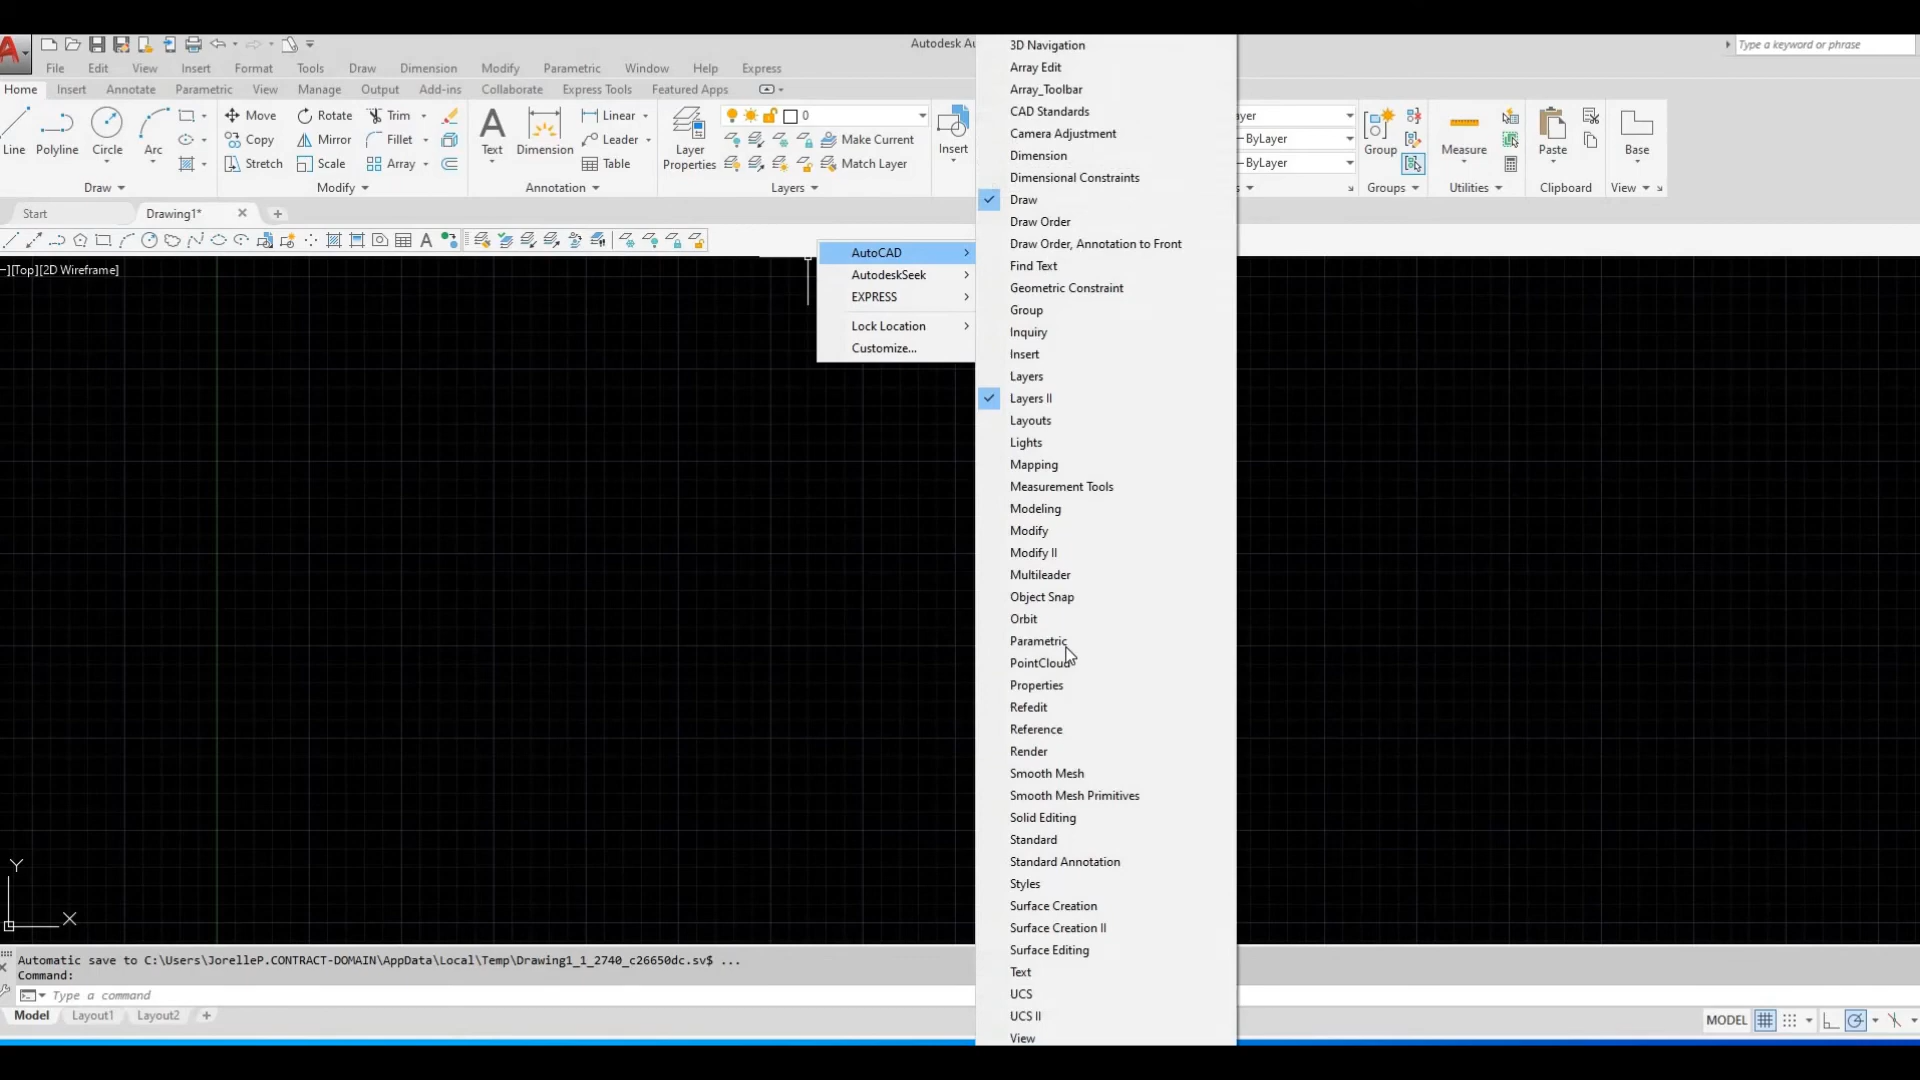 Autodesk Au
Type a keyword or phrase
File Edit View Insert Format Tools Draw Dimension Modify Parametric Window Help Express
Home Insert Annotate Parametric View Manage Output Add-ins Collaborate Express Tools Featured Apps
Move Rotate Trim Linear 0 ayer
Copy Mirror Fillet Leader Make Current ByLayer
Stretch Scale Array Table Match Layer ByLayer
Line Polyline Circle Arc Text Dimension Layer Properties Insert Group Measure Paste Base
Draw Modify Annotation Layers Groups Utilities Clipboard View
Start Drawing1*
A
-][Top][2D Wireframe]
AutoCAD
AutodeskSeek
EXPRESS
Lock Location
Customize...
3D Navigation
Array Edit
Array_Toolbar
CAD Standards
Camera Adjustment
Dimension
Dimensional Constraints
Draw
Draw Order
Draw Order, Annotation to Front
Find Text
Geometric Constraint
Group
Inquiry
Insert
Layers
Layers II
Layouts
Lights
Mapping
Measurement Tools
Modeling
Modify
Modify II
Multileader
Object Snap
Orbit
Parametric
PointCloud
Properties
Refedit
Reference
Render
Smooth Mesh
Smooth Mesh Primitives
Solid Editing
Standard
Standard Annotation
Styles
Surface Creation
Surface Creation II
Surface Editing
Text
UCS
UCS II
View
Y
X
Automatic save to C:\Users\JorelleP.CONTRACT-DOMAIN\AppData\Local\Temp\Drawing1_1_2740_c26650dc.sv$ ...
Command:
Type a command
Model Layout1 Layout2 +
MODEL